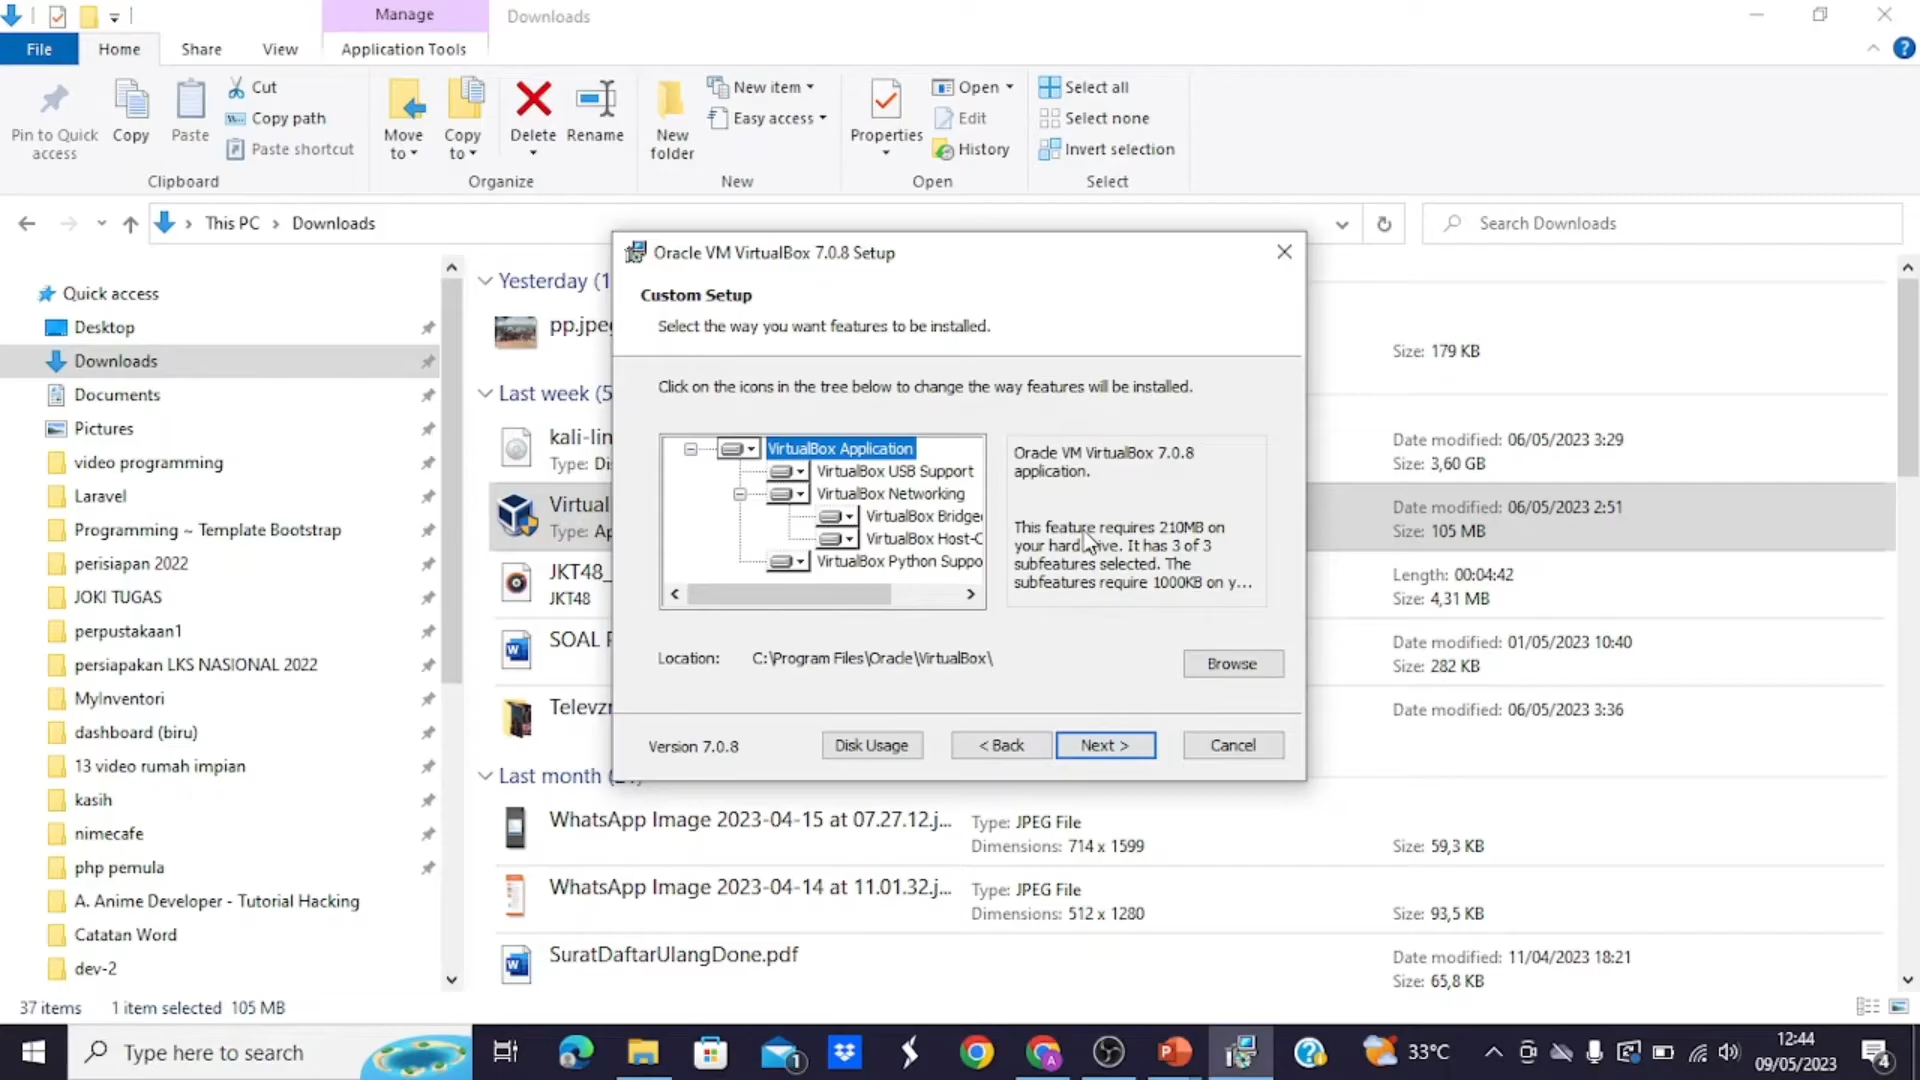 Manage
Downloads
File
Home
Share
View
Application Tools
Pin to Quick access
Copy
Paste
Cut
Copy path
Paste shortcut
Clipboard
Move to
Copy to
Delete
Rename
Organize
New folder
New item
Easy access
New
Properties
Open
Edit
History
Open
Select all
Select none
Invert selection
Select
This PC
Downloads
Search Downloads
Quick access
Desktop
Downloads
Documents
Pictures
video programming
Laravel
Programming ~ Template Bootstrap
perisiapan 2022
JOKI TUGAS
perpustakaan1
persiapakan LKS NASIONAL 2022
MyInventori
dashboard (biru)
13 video rumah impian
kasih
nimecafe
php pemula
A. Anime Developer - Tutorial Hacking
Catatan Word
dev-2
Yesterday (1
pp.jpe
Size: 179 KB
Last week (5
kali-lin
Type: Di
Date modified: 06/05/2023 3:29
Size: 3,60 GB
Virtual
Type: Ap
Date modified: 06/05/2023 2:51
Size: 105 MB
JKT48_
JKT48
Length: 00:04:42
Size: 4,31 MB
SOAL P
Date modified: 01/05/2023 10:40
Size: 282 KB
Televz
Date modified: 06/05/2023 3:36
Last month
WhatsApp Image 2023-04-15 at 07.27.12.j...
Type: JPEG File
Dimensions: 714 x 1599
Size: 59,3 KB
WhatsApp Image 2023-04-14 at 11.01.32.j...
Type: JPEG File
Dimensions: 512 x 1280
Size: 93,5 KB
SuratDaftarUlangDone.pdf
Date modified: 11/04/2023 18:21
Size: 65,8 KB
Oracle VM VirtualBox 7.0.8 Setup
Custom Setup
Select the way you want features to be installed.
Click on the icons in the tree below to change the way features will be installed.
VirtualBox Application
VirtualBox USB Support
VirtualBox Networking
VirtualBox Bridge
VirtualBox Host-C
VirtualBox Python Suppo
Oracle VM VirtualBox 7.0.8
application.
This feature requires 210MB on
your hard drive. It has 3 of 3
subfeatures selected. The
subfeatures require 1000KB on y...
Location: C:\Program Files\Oracle\VirtualBox\
Browse
Version 7.0.8
Disk Usage
< Back
Next >
Cancel
37 items
1 item selected 105 MB
Type here to search
1
33°C
12:44
09/05/2023
4